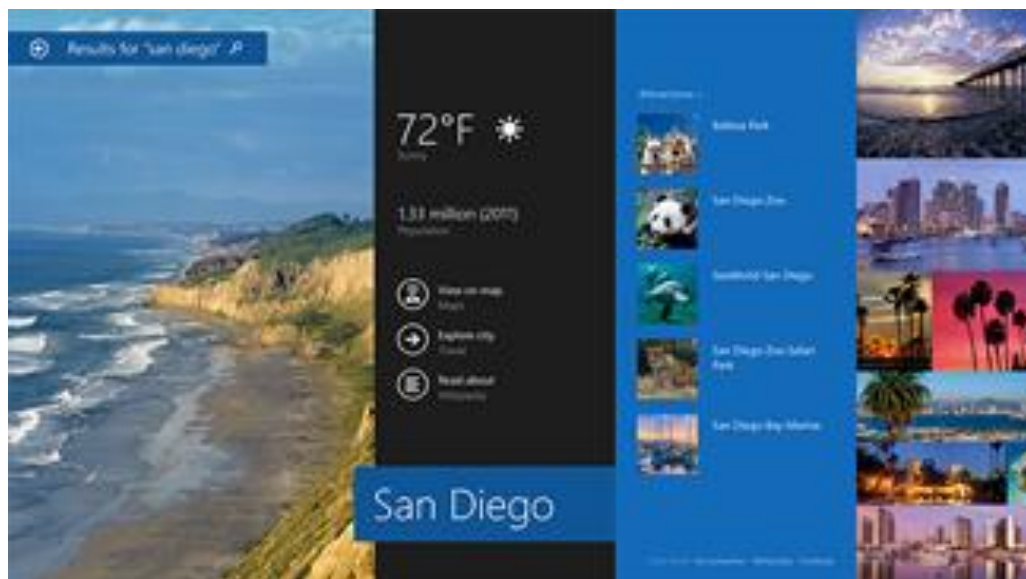 Results for "san diego"
72°F
Sunny
1.33 million (2011)
Population
View on map
Maps
Explore city
Travel
Read about
Wikipedia
San Diego
Attractions
Balboa Park
San Diego Zoo
SeaWorld San Diego
San Diego Zoo Safari
Park
San Diego Bay Marina